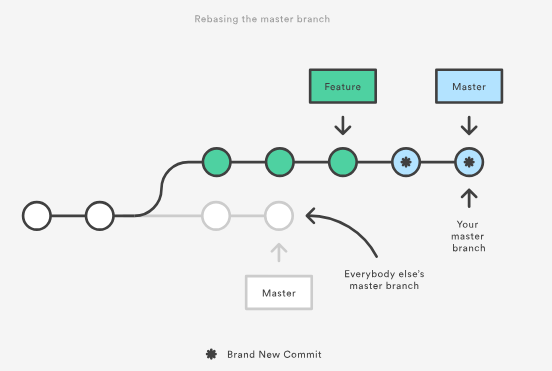 Rebasing the master branch
Feature
Master
Your
master
branch
Everybody else's
master branch
Master
Brand New Commit